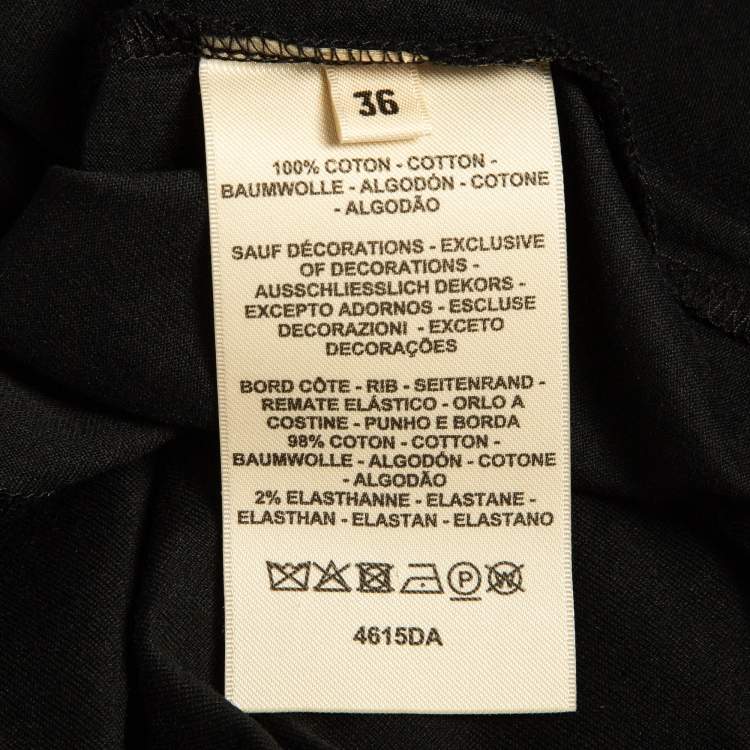 36
100% COTON - COTTON -
BAUMWOLLE - ALGODÓN - COTONE
- ALGODÃO
SAUF DÉCORATIONS - EXCLUSIVE
OF DECORATIONS -
AUSSCHLIESSLICH DEKORS -
EXCEPTO ADORNOS - ESCLUSE
DECORAZIONI - EXCETO
DECORAÇÕES
BORD CÔTE - RIB - SEITENRAND -
REMATE ELÁSTICO - ORLO A
COSTINE - PUNHO E BORDA
98% COTON - COTTON -
BAUMWOLLE - ALGODÓN - COTONE
- ALGODÃO
2% ELASTHANNE - ELASTANE -
ELASTHAN - ELASTAN - ELASTANO
P W
4615DA